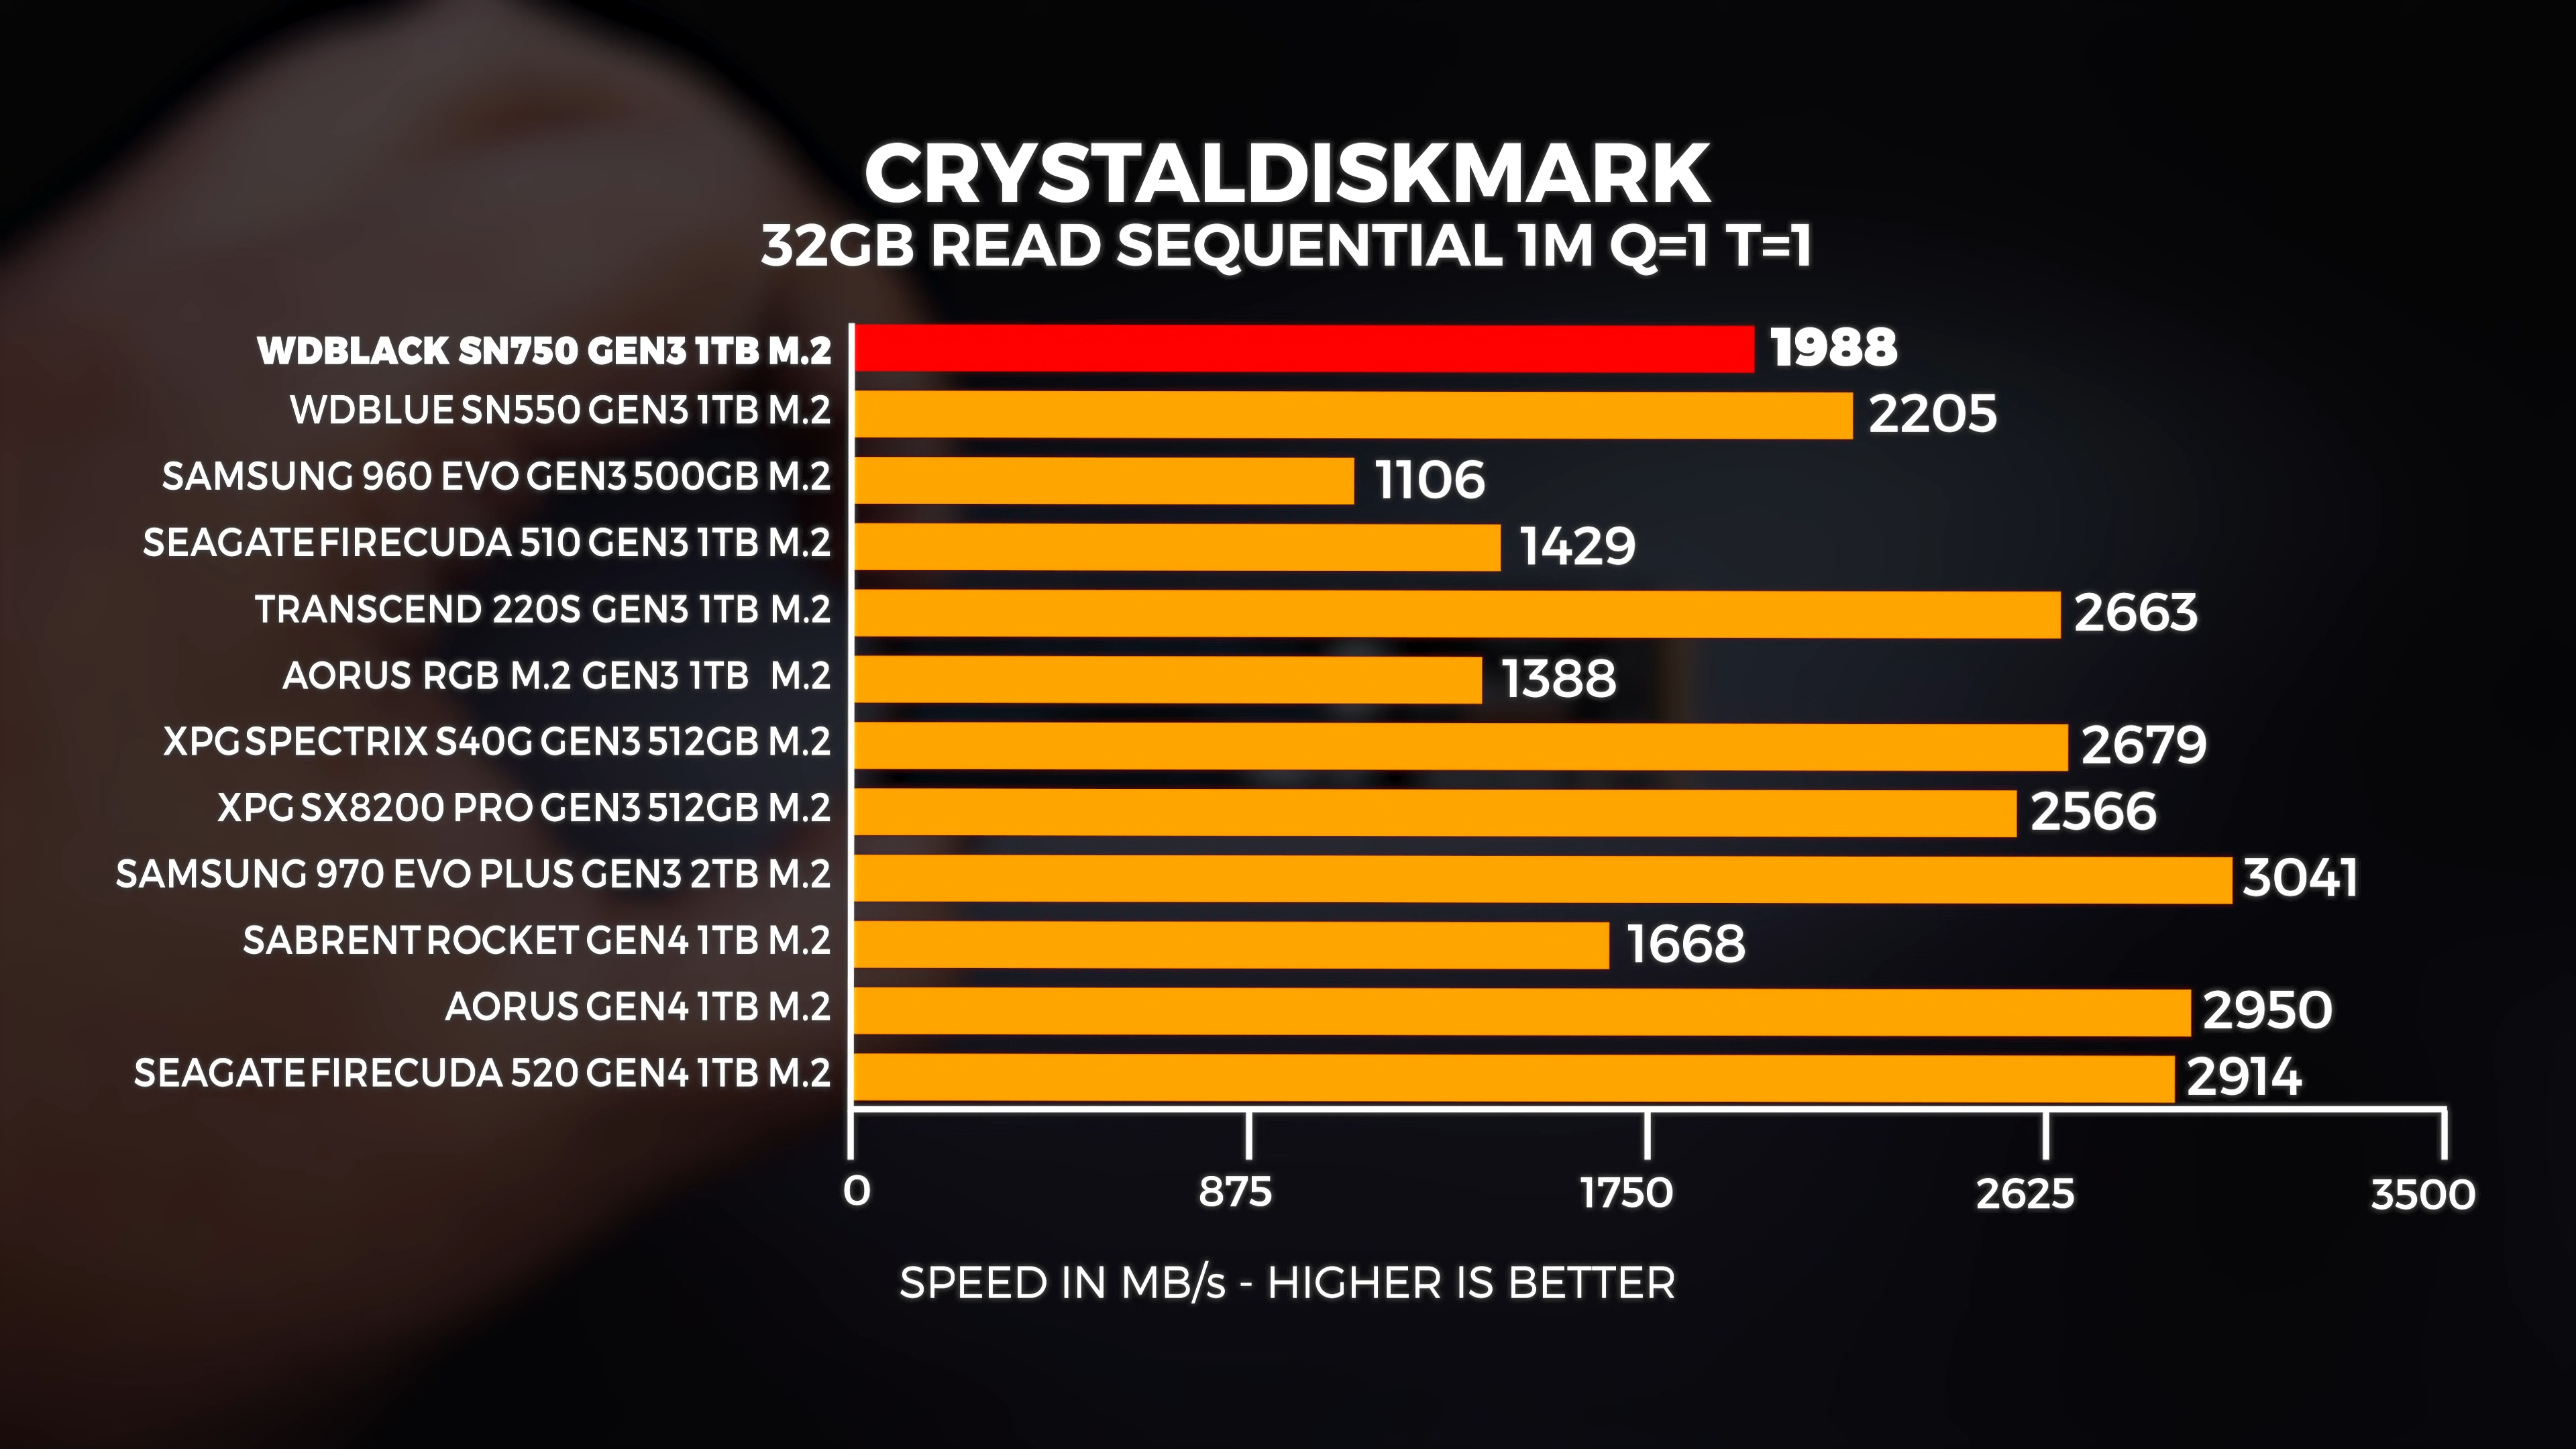 CRYSTALDISKMARK
32GB READ SEQUENTIAL 1M Q=1 T=1
WDBLACK SN750 GEN3 1TB M.2 1988
WDBLUE SN550 GEN3 1TB M.2 2205
SAMSUNG 960 EVO GEN3 500GB M.2 1106
SEAGATE FIRECUDA 510 GEN3 1TB M.2 1429
TRANSCEND 220S GEN3 1TB M.2 2663
AORUS RGB M.2 GEN3 1TB M.2 1388
XPG SPECTRIX S40G GEN3 512GB M.2 2679
XPG SX8200 PRO GEN3 512GB M.2 2566
SAMSUNG 970 EVO PLUS GEN3 2TB M.2 3041
SABRENT ROCKET GEN4 1TB M.2 1668
AORUS GEN4 1TB M.2 2950
SEAGATE FIRECUDA 520 GEN4 1TB M.2 2914
0 875 1750 2625 3500
SPEED IN MB/s - HIGHER IS BETTER